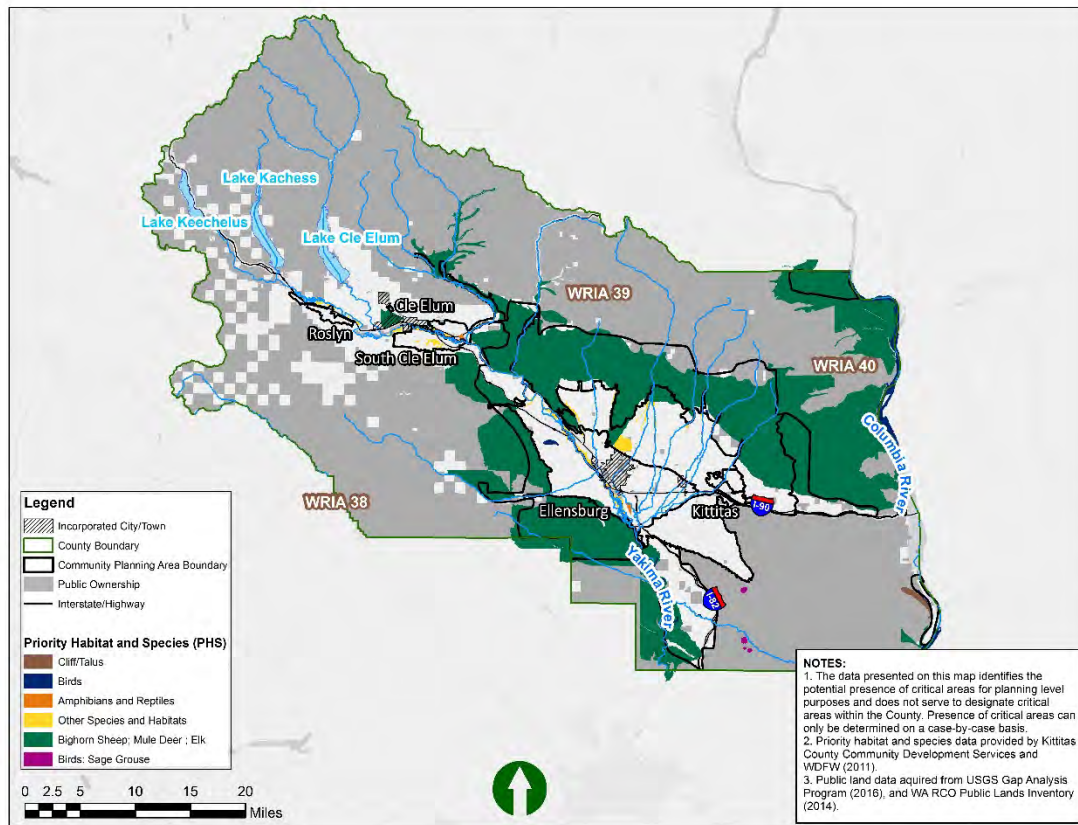 Lake Kachess
Lake Keechelus
Lake Cle Elum
WRIA 39
Cle Elum
Roslyn
South Cle Elum
WRIA 40
Columbia River
WRIA 38
Ellensburg
Kittitas
I-90
Yakima River
I-82
Legend
Incorporated City/Town
County Boundary
Community Planning Area Boundary
Public Ownership
Interstate/Highway
Priority Habitat and Species (PHS)
Cliff/Talus
Birds
Amphibians and Reptiles
Other Species and Habitats
Bighorn Sheep; Mule Deer ; Elk
Birds: Sage Grouse
0 2.5 5 10 15 20
Miles
NOTES:
1. The data presented on this map identifies the
potential presence of critical areas for planning level
purposes and does not serve to designate critical
areas within the County. Presence of critical areas can
only be determined on a case-by-case basis.
2. Priority habitat and species data provided by Kittitas
County Community Development Services and
WDFW (2011).
3. Public land data aquired from USGS Gap Analysis
Program (2016), and WA RCO Public Lands Inventory
(2014).